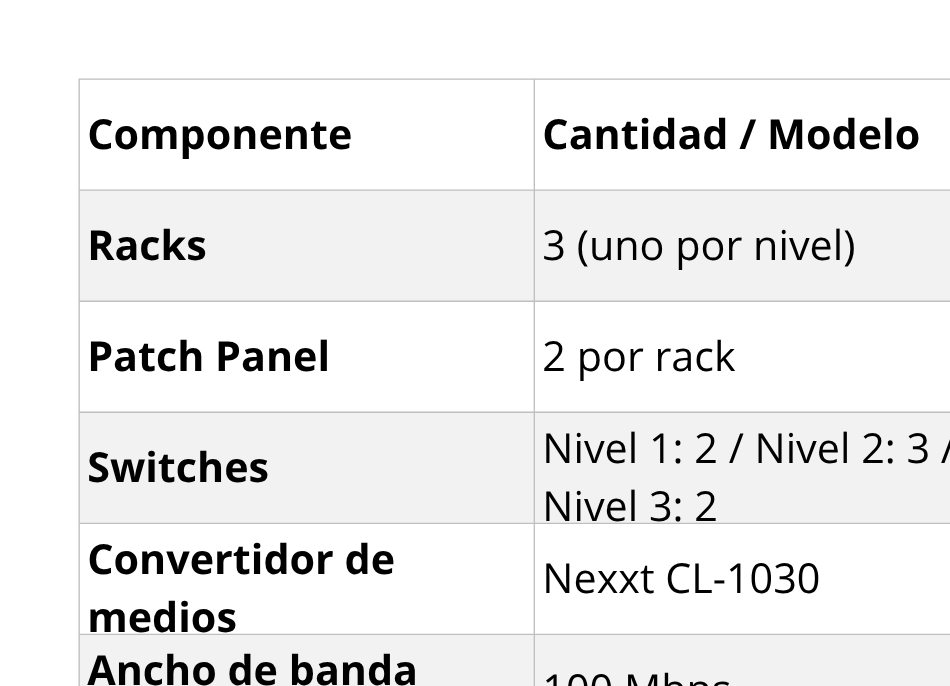 Componente
Cantidad / Modelo
Racks
3 (uno por nivel)
Patch Panel
2 por rack
Switches
Nivel 1: 2 / Nivel 2: 3 /
Nivel 3: 2
Convertidor de
medios
Nexxt CL-1030
Ancho de banda
100 Mbps